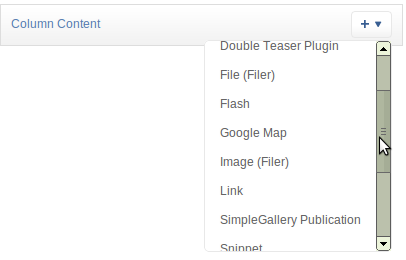 Column Content
Double Teaser Plugin
File (Filer)
Flash
Google Map
Image (Filer)
Link
SimpleGallery Publication
Snippet